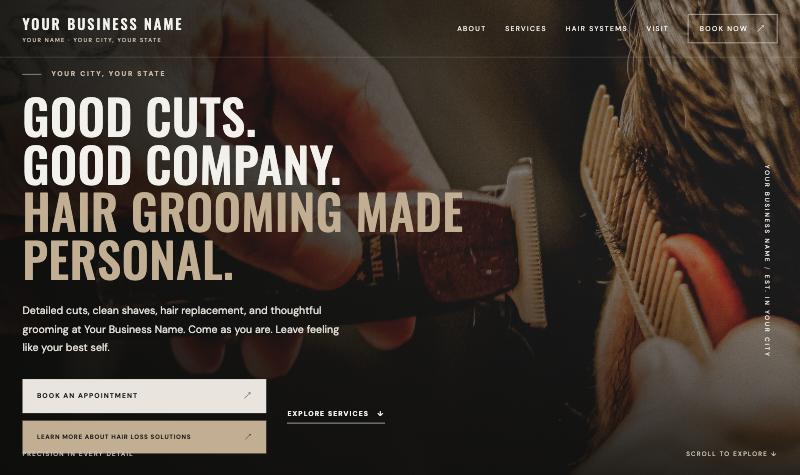 YOUR BUSINESS NAME
YOUR NAME · YOUR CITY, YOUR STATE
ABOUT
SERVICES
HAIR SYSTEMS
VISIT
BOOK NOW ↗
YOUR CITY, YOUR STATE
GOOD CUTS.
GOOD COMPANY.
HAIR GROOMING MADE
PERSONAL.
WAHL
Detailed cuts, clean shaves, hair replacement, and thoughtful
grooming at Your Business Name. Come as you are. Leave feeling
like your best self.
BOOK AN APPOINTMENT ↗
EXPLORE SERVICES ↓
LEARN MORE ABOUT HAIR LOSS SOLUTIONS ↗
PRECISION IN EVERY DETAIL
YOUR BUSINESS NAME / EST. IN YOUR CITY
SCROLL TO EXPLORE ↓